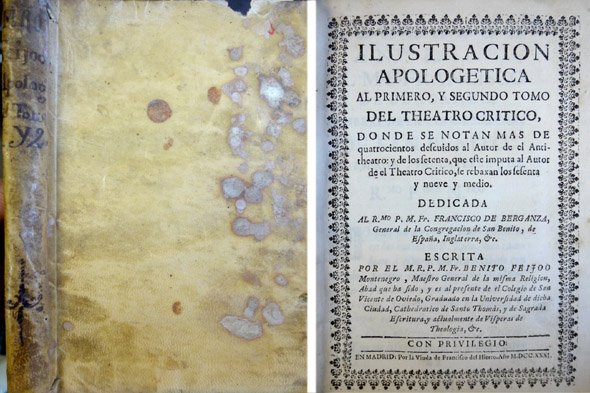 y 2
ILUSTRACION
APOLOGETICA
AL PRIMERO, Y SEGUNDO TOMO
DEL THEATRO CRITICO,
DONDE SE NOTAN MAS DE
quatrocientos descuidos al Autor de el Anti-
theatro: y de los setenta, que este imputa al Autor
de el Theatro Critico, se rebaxan los sesenta
y nueve y medio.
DEDICADA
AL R.MO P. M. Fr. FRANCISCO DE BERGANZA,
General de la Congregacion de San Benito, de
España, Inglaterra, &c.
ESCRITA
POR EL M.R.P.M.Fr. BENITO FEIJOO
Montenegro, Maestro General de la misma Religion,
Abad que ha sido, y es al presente de el Colegio de San
Vicente de Oviedo, Graduado en la Universidad de dicha
Ciudad, Cathedratico de Santo Thomás, y de Sagrada
Escritura, y actualmente de Visperas de
Theologia, &c.
CON PRIVILEGIO:
EN MADRID: Por la Viuda de Francisco del Hierro. Año M.DCC.XXXI.